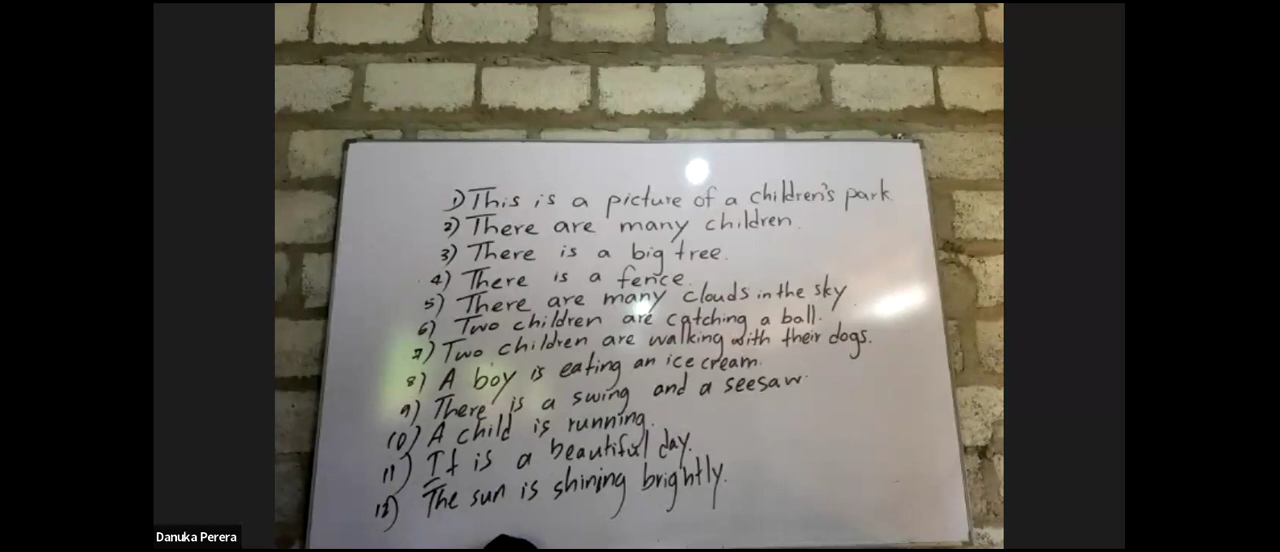 1) This is a picture of a children's park
2) There are many children.
3) There is a big tree.
4) There is a fence.
5) There are many clouds in the sky
6) Two children are catching a ball.
7) Two children are walking with their dogs.
8) A boy is eating an ice cream.
9) There is a swing and a seesaw.
10) A child is running.
11) It is a beautiful day.
12) The sun is shining brightly.
Danuka Perera